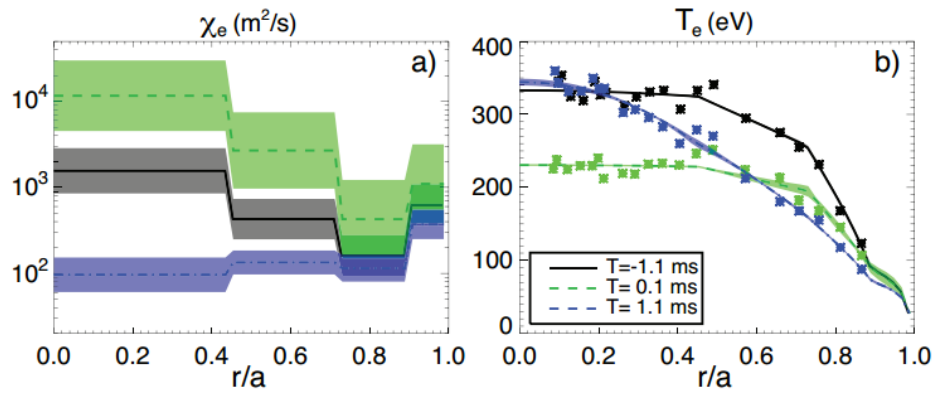 χe (m²/s)
a)
10⁴
10³
10²
0.0 0.2 0.4 0.6 0.8 1.0
r/a
Te (eV)
b)
400
300
200
100
0
T=-1.1 ms
T= 0.1 ms
T= 1.1 ms
0.0 0.2 0.4 0.6 0.8 1.0
r/a